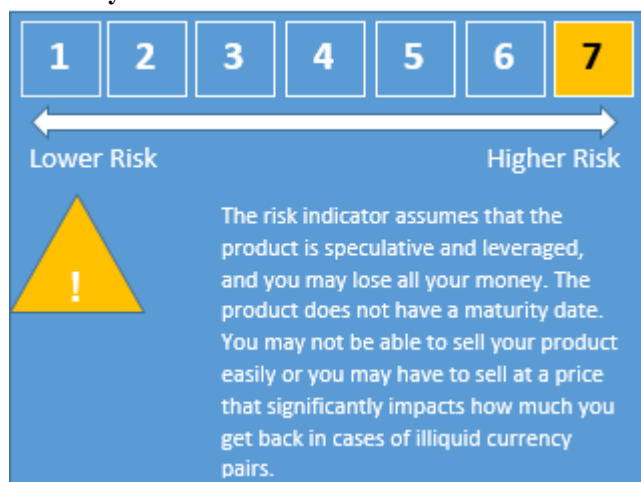 1 2 3 4 5 6 7
Lower Risk Higher Risk
!
The risk indicator assumes that the
product is speculative and leveraged,
and you may lose all your money. The
product does not have a maturity date.
You may not be able to sell your product
easily or you may have to sell at a price
that significantly impacts how much you
get back in cases of illiquid currency
pairs.